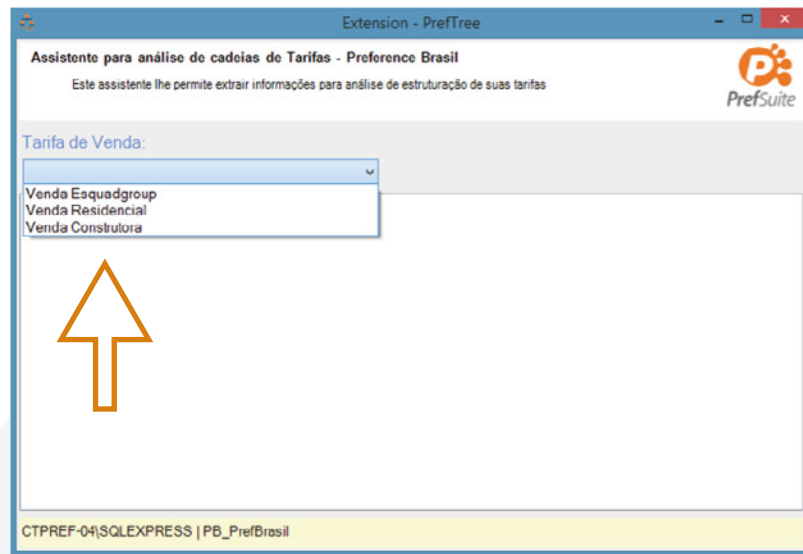 Extension - PrefTree
Assistente para análise de cadeias de Tarifas - Preference Brasil
Este assistente lhe permite extrair informações para análise de estruturação de suas tarifas
PrefSuite
Tarifa de Venda:
Venda Esquadgroup
Venda Residencial
Venda Construtora
CTPREF-04\SQLEXPRESS | PB_PrefBrasil